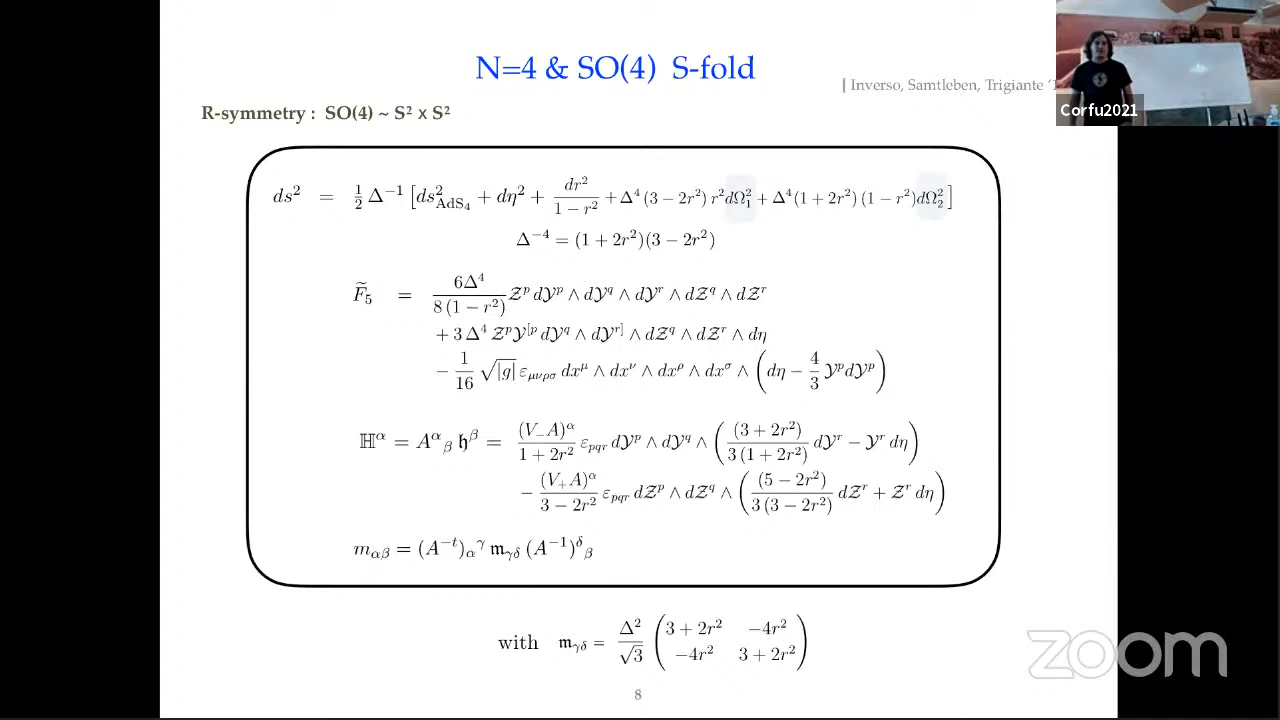 N=4 & SO(4) S-fold
[ Inverso, Samtleben, Trigiante
R-symmetry : SO(4) ~ S² x S²
Corfu2021
ds² = ½ Δ⁻¹ [ds²_AdS₄ + dη² + dr²/(1 − r²) + Δ⁴ (3 − 2r²) r² dΩ₁² + Δ⁴(1 + 2r²) (1 − r²) dΩ₂²]
Δ⁻⁴ = (1 + 2r²)(3 − 2r²)
F̃₅ = 6Δ⁴/(8 (1 − r²)) 𝒵^p d𝒴^p ∧ d𝒴^q ∧ d𝒴^r ∧ d𝒵^q ∧ d𝒵^r
+ 3 Δ⁴ 𝒵^p 𝒴^[p d𝒴^q ∧ d𝒴^r] ∧ d𝒵^q ∧ d𝒵^r ∧ dη
− 1/16 √|g| ε_μνρσ dx^μ ∧ dx^ν ∧ dx^ρ ∧ dx^σ ∧ (dη − 4/3 𝒴^p d𝒴^p)
ℍ^α = A^α_β 𝔥^β = (V₋A)^α/(1 + 2r²) ε_pqr d𝒴^p ∧ d𝒴^q ∧ ((3 + 2r²)/(3 (1 + 2r²)) d𝒴^r − 𝒴^r dη)
− (V₊A)^α/(3 − 2r²) ε_pqr d𝒵^p ∧ d𝒵^q ∧ ((5 − 2r²)/(3 (3 − 2r²)) d𝒵^r + 𝒵^r dη)
m_αβ = (A^−t)_α^γ 𝔪_γδ (A⁻¹)^δ_β
with 𝔪_γδ = Δ²/√3 (3 + 2r² −4r²
−4r² 3 + 2r²)
zoom
8